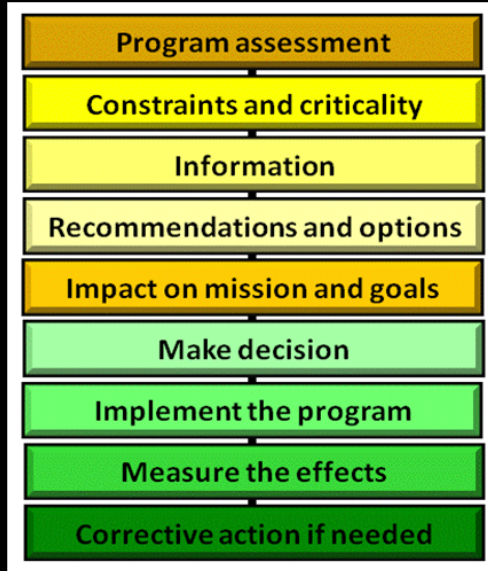 Program assessment
Constraints and criticality
Information
Recommendations and options
Impact on mission and goals
Make decision
Implement the program
Measure the effects
Corrective action if needed